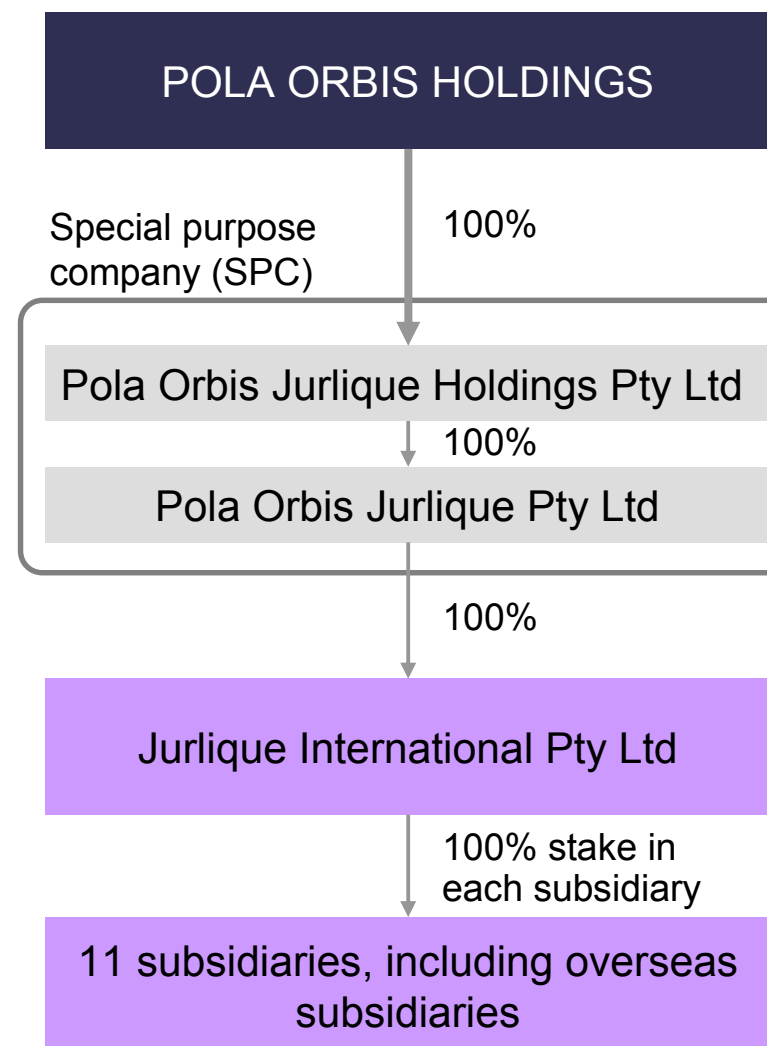 POLA ORBIS HOLDINGS
Special purpose
company (SPC)
100%
Pola Orbis Jurlique Holdings Pty Ltd
100%
Pola Orbis Jurlique Pty Ltd
100%
Jurlique International Pty Ltd
100% stake in
each subsidiary
11 subsidiaries, including overseas
subsidiaries